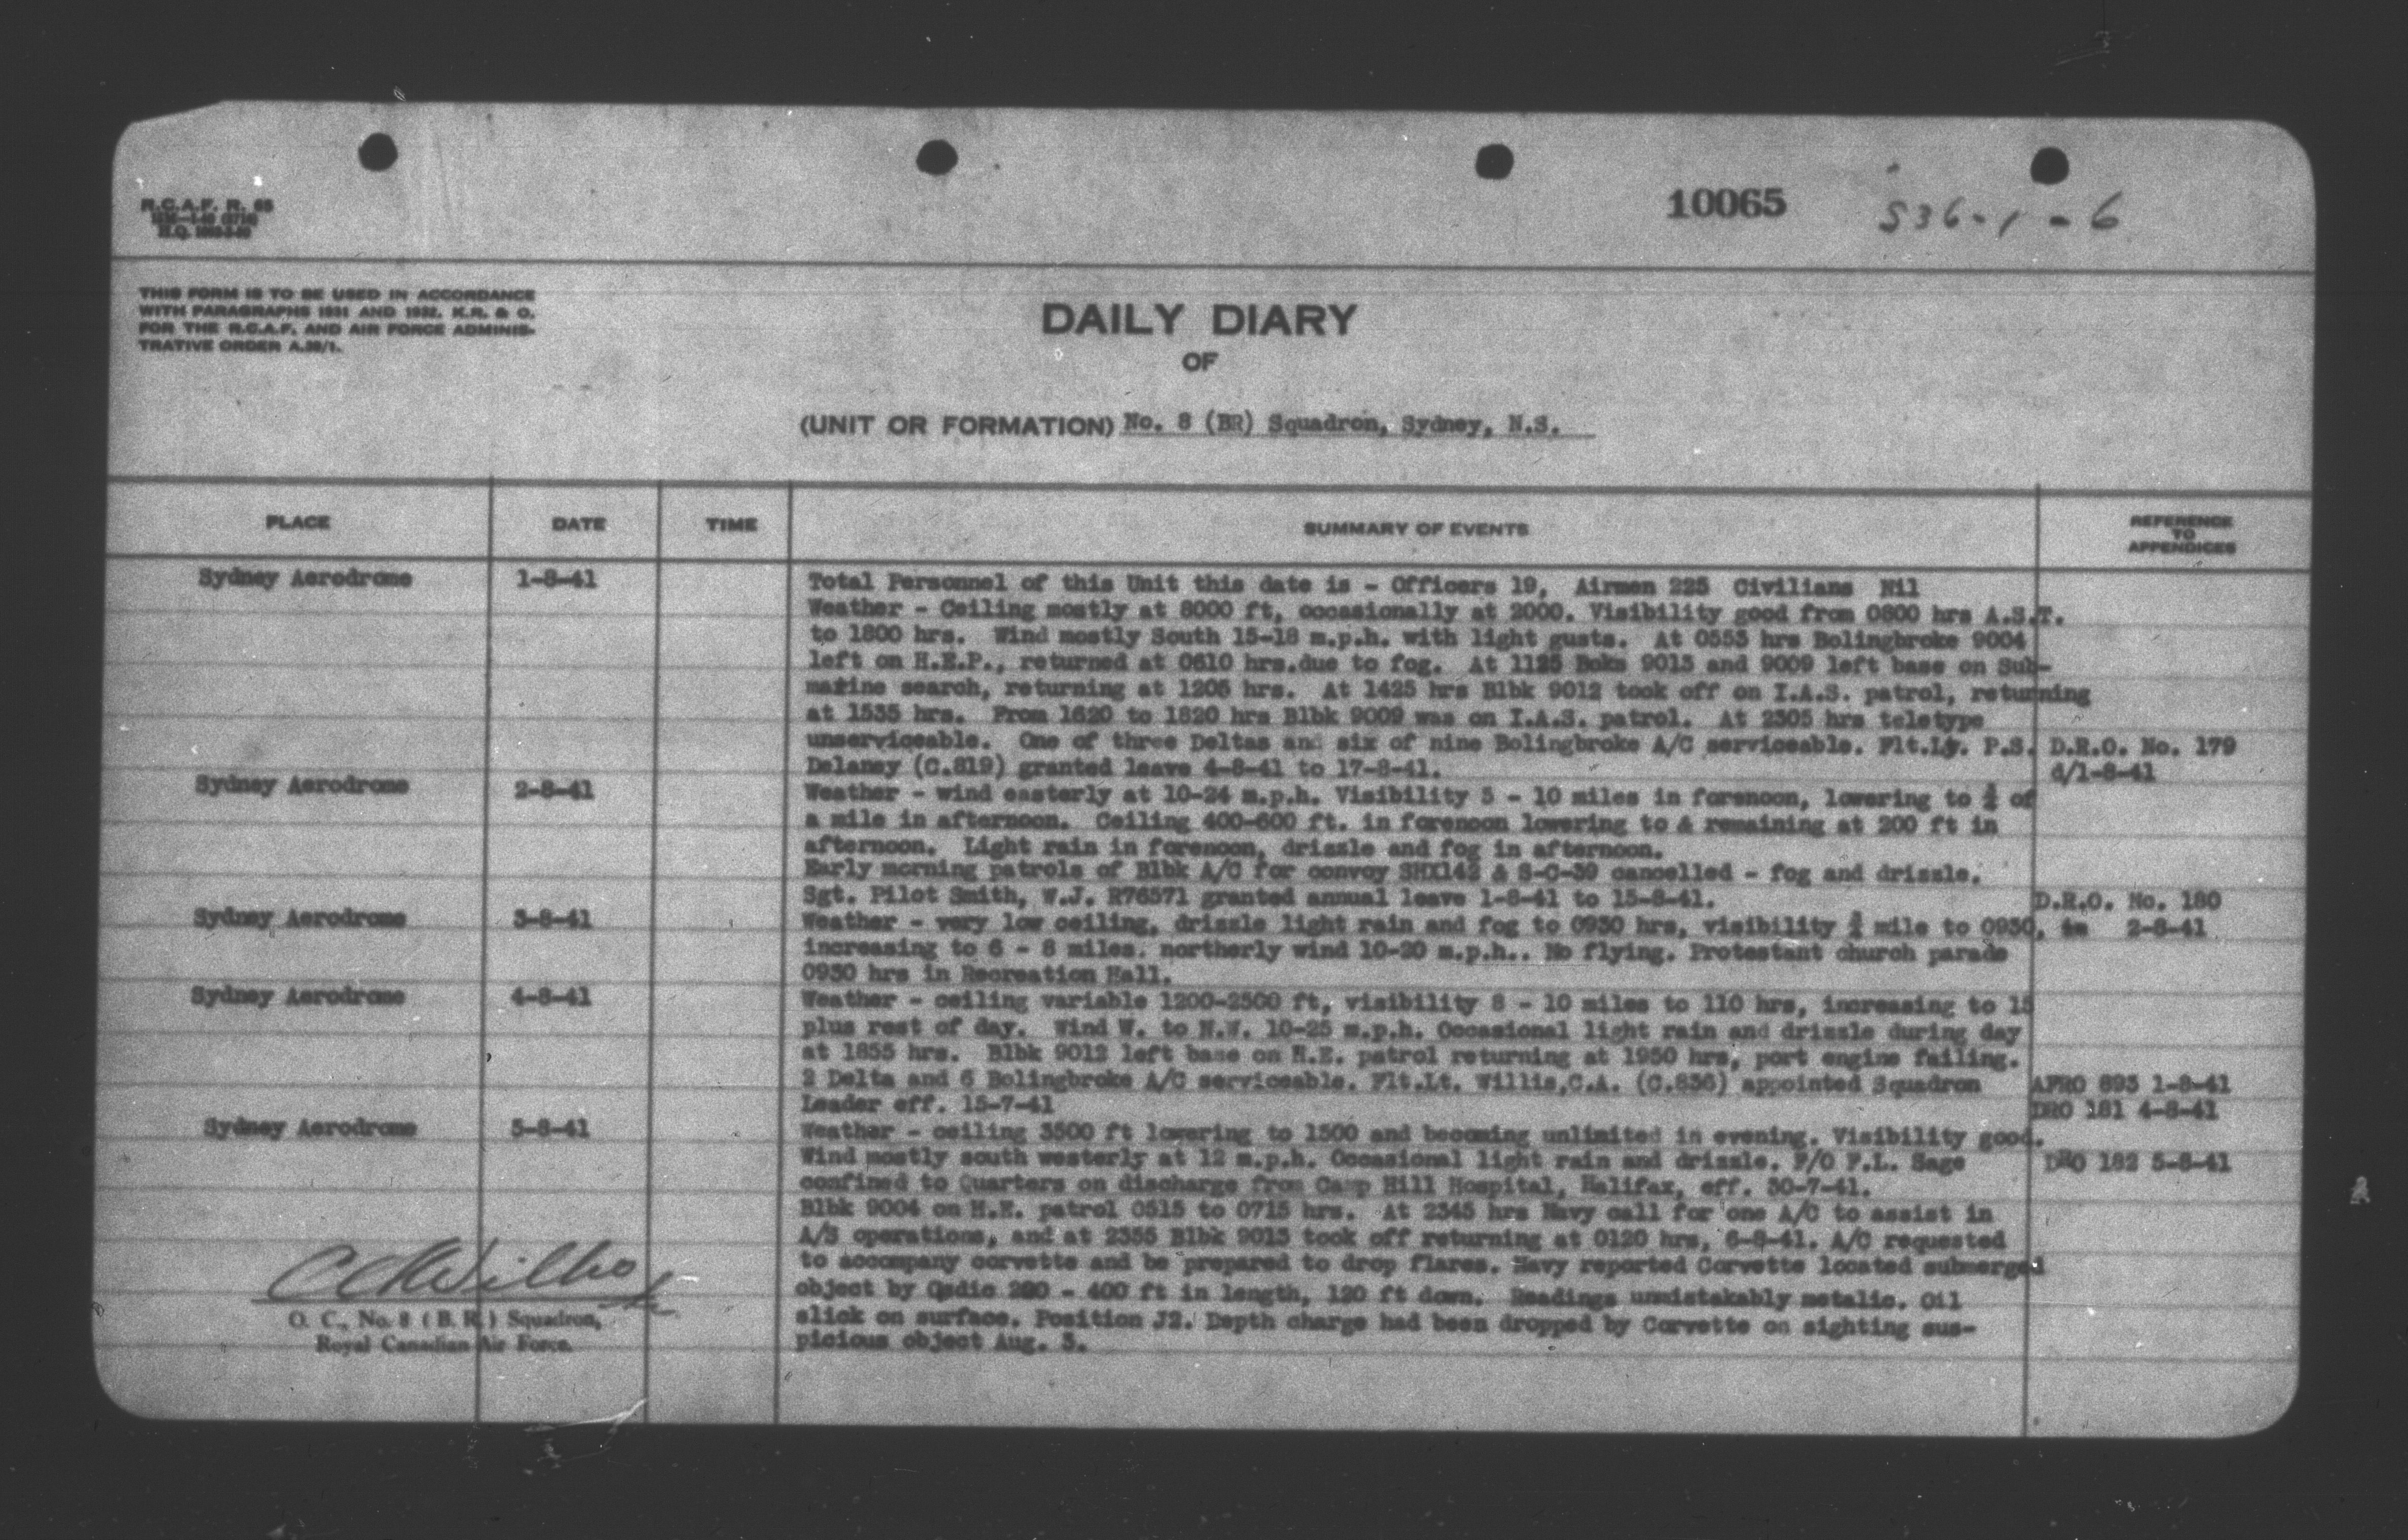 10065
S36-1-6
R.C.A.F. R. 65
THIS FORM IS TO BE USED IN ACCORDANCE
WITH PARAGRAPHS 1931 AND 1932. K.R. & O.
FOR THE R.C.A.F. AND AIR FORCE ADMINIS-
TRATIVE ORDER A.
DAILY DIARY
OF
(UNIT OR FORMATION) No. 8 (BR) Squadron, Sydney, N.S.
PLACE DATE TIME SUMMARY OF EVENTS REFERENCE TO APPENDICES
Sydney Aerodrome 1-8-41 Total Personnel of this Unit this date is - Officers 19, Airmen 225 Civilians Nil
Weather - Ceiling mostly at 8000 ft, occasionally at 2000. Visibility good from 0800 hrs A.S.T.
to 1800 hrs. Wind mostly South 15-18 m.p.h. with light gusts. At 0553 hrs Bolingbroke 9004
left on H.E.P., returned at 0610 hrs.due to fog. At 1125 Boks 9013 and 9009 left base on Sub-
marine search, returning at 1205 hrs. At 1425 hrs Blbk 9012 took off on I.A.S. patrol, returning
at 1535 hrs. From 1620 to 1820 hrs Blbk 9009 was on I.A.S. patrol. At 2305 hrs teletype
unserviceable. One of three Deltas and six of nine Bolingbroke A/C serviceable. Flt.Lt. P.S. D.R.O. No. 179
Delaney (C.819) granted leave 4-8-41 to 17-8-41. d/1-8-41
Sydney Aerodrome 2-8-41 Weather - wind easterly at 10-24 m.p.h. Visibility 5 - 10 miles in forenoon, lowering to ½ of
a mile in afternoon. Ceiling 400-600 ft. in forenoon lowering to & remaining at 200 ft in
afternoon. Light rain in forenoon, drizzle and fog in afternoon.
Early morning patrols of Blbk A/C for convoy SHX142 & S-C-39 cancelled - fog and drizzle.
Sgt. Pilot Smith, W.J. R76571 granted annual leave 1-8-41 to 15-8-41. D.R.O. No. 180
Sydney Aerodrome 3-8-41 Weather - very low ceiling, drizzle light rain and fog to 0930 hrs, visibility mile to 0930, 2-8-41
increasing to 6 - 8 miles. northerly wind 10-20 m.p.h.. No flying. Protestant church parade
0930 hrs in Recreation Hall.
Sydney Aerodrome 4-8-41 Weather - ceiling variable 1200-2500 ft, visibility 8 - 10 miles to 110 hrs, increasing to 15
plus rest of day. Wind W. to N.W. 10-25 m.p.h. Occasional light rain and drizzle during day
at 1855 hrs. Blbk 9012 left base on H.E. patrol returning at 1950 hrs, port engine failing.
2 Delta and 6 Bolingbroke A/C serviceable. Flt.Lt. Willis,C.A. (C.836) appointed Squadron AFRO 893 1-8-41
Leader eff. 15-7-41 DRO 181 4-8-41
Sydney Aerodrome 5-8-41 Weather - ceiling 3500 ft lowering to 1500 and becoming unlimited in evening. Visibility good.
Wind mostly south westerly at 12 m.p.h. Occasional light rain and drizzle. F/O F.L. Sage DRO 182 5-8-41
confined to Quarters on discharge from Camp Hill Hospital, Halifax, eff. 30-7-41.
Blbk 9004 on H.E. patrol 0515 to 0715 hrs. At 2345 hrs Navy call for one A/C to assist in
A/S operations, and at 2355 Blbk 9013 took off returning at 0120 hrs, 6-8-41. A/C requested
to accompany corvette and be prepared to drop flares. Navy reported Corvette located submerged
object by Qsdic - 400 ft in length, 120 ft down. Readings unmistakably metalic. Oil
slick on surface. Position J2. Depth charge had been dropped by Corvette on sighting sus-
picious object Aug. 3.
O. C., No. 8 (B. R.) Squadron,
Royal Canadian Air Force.